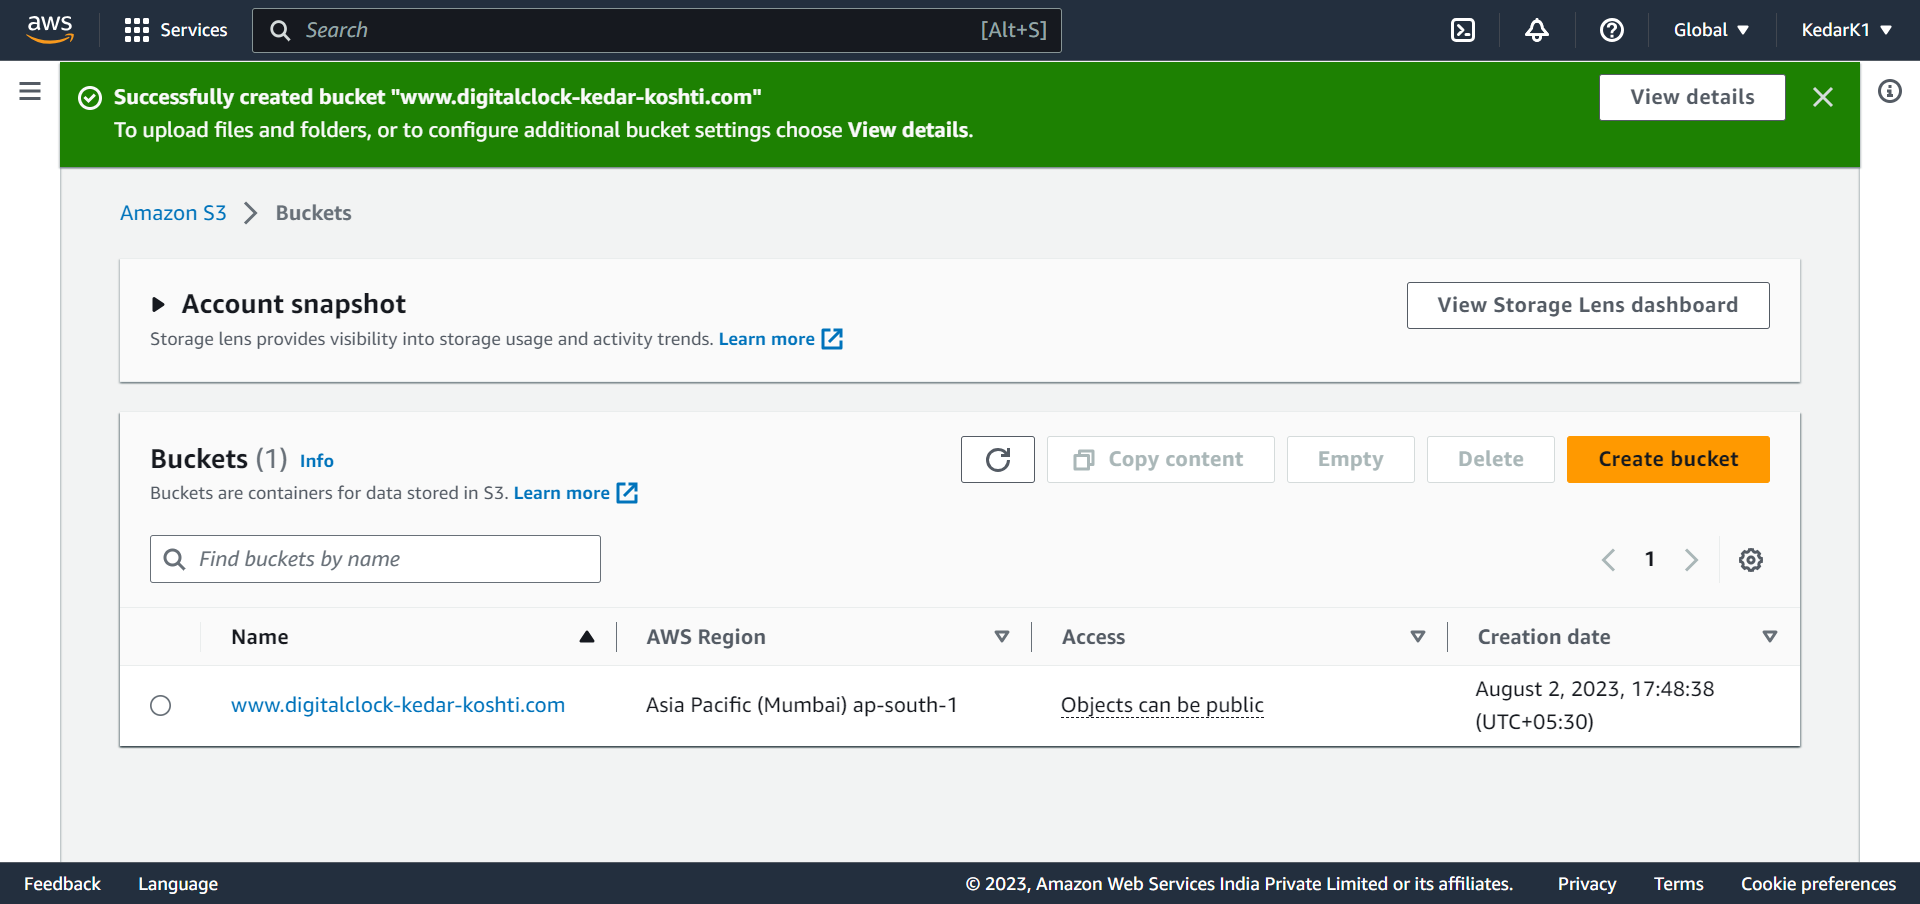 aws Services Search [Alt+S] Global KedarK1
Successfully created bucket "www.digitalclock-kedar-koshti.com" View details
To upload files and folders, or to configure additional bucket settings choose View details.
Amazon S3 Buckets
Account snapshot View Storage Lens dashboard
Storage lens provides visibility into storage usage and activity trends. Learn more
Buckets (1) Info Copy content Empty Delete Create bucket
Buckets are containers for data stored in S3. Learn more
Find buckets by name 1
Name AWS Region Access Creation date
www.digitalclock-kedar-koshti.com Asia Pacific (Mumbai) ap-south-1 Objects can be public August 2, 2023, 17:48:38
(UTC+05:30)
Feedback Language © 2023, Amazon Web Services India Private Limited or its affiliates. Privacy Terms Cookie preferences